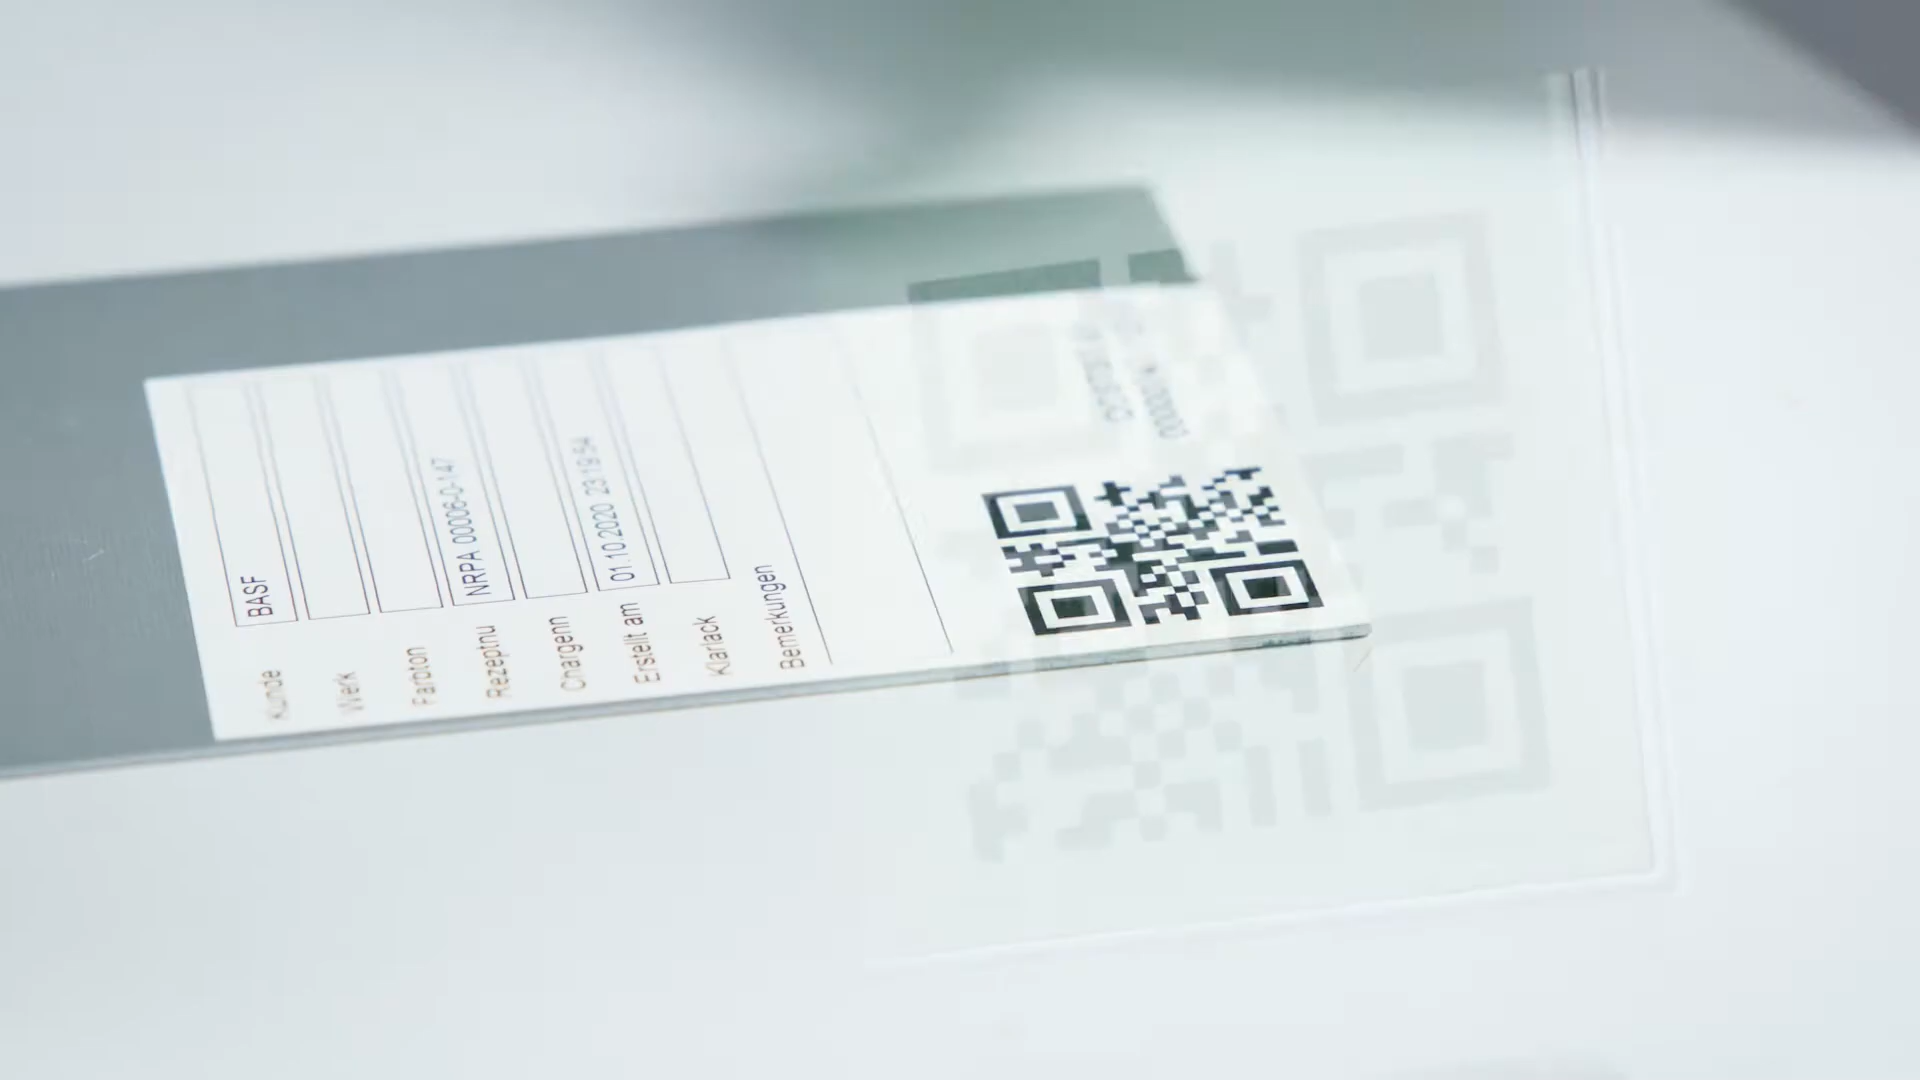 Kunde BASF
Werk
Farbton
Rezeptnu NRPA 00006-0-147
Chargenn
Erstellt am 01.10.2020 23:19:54
Klarlack
Bemerkungen